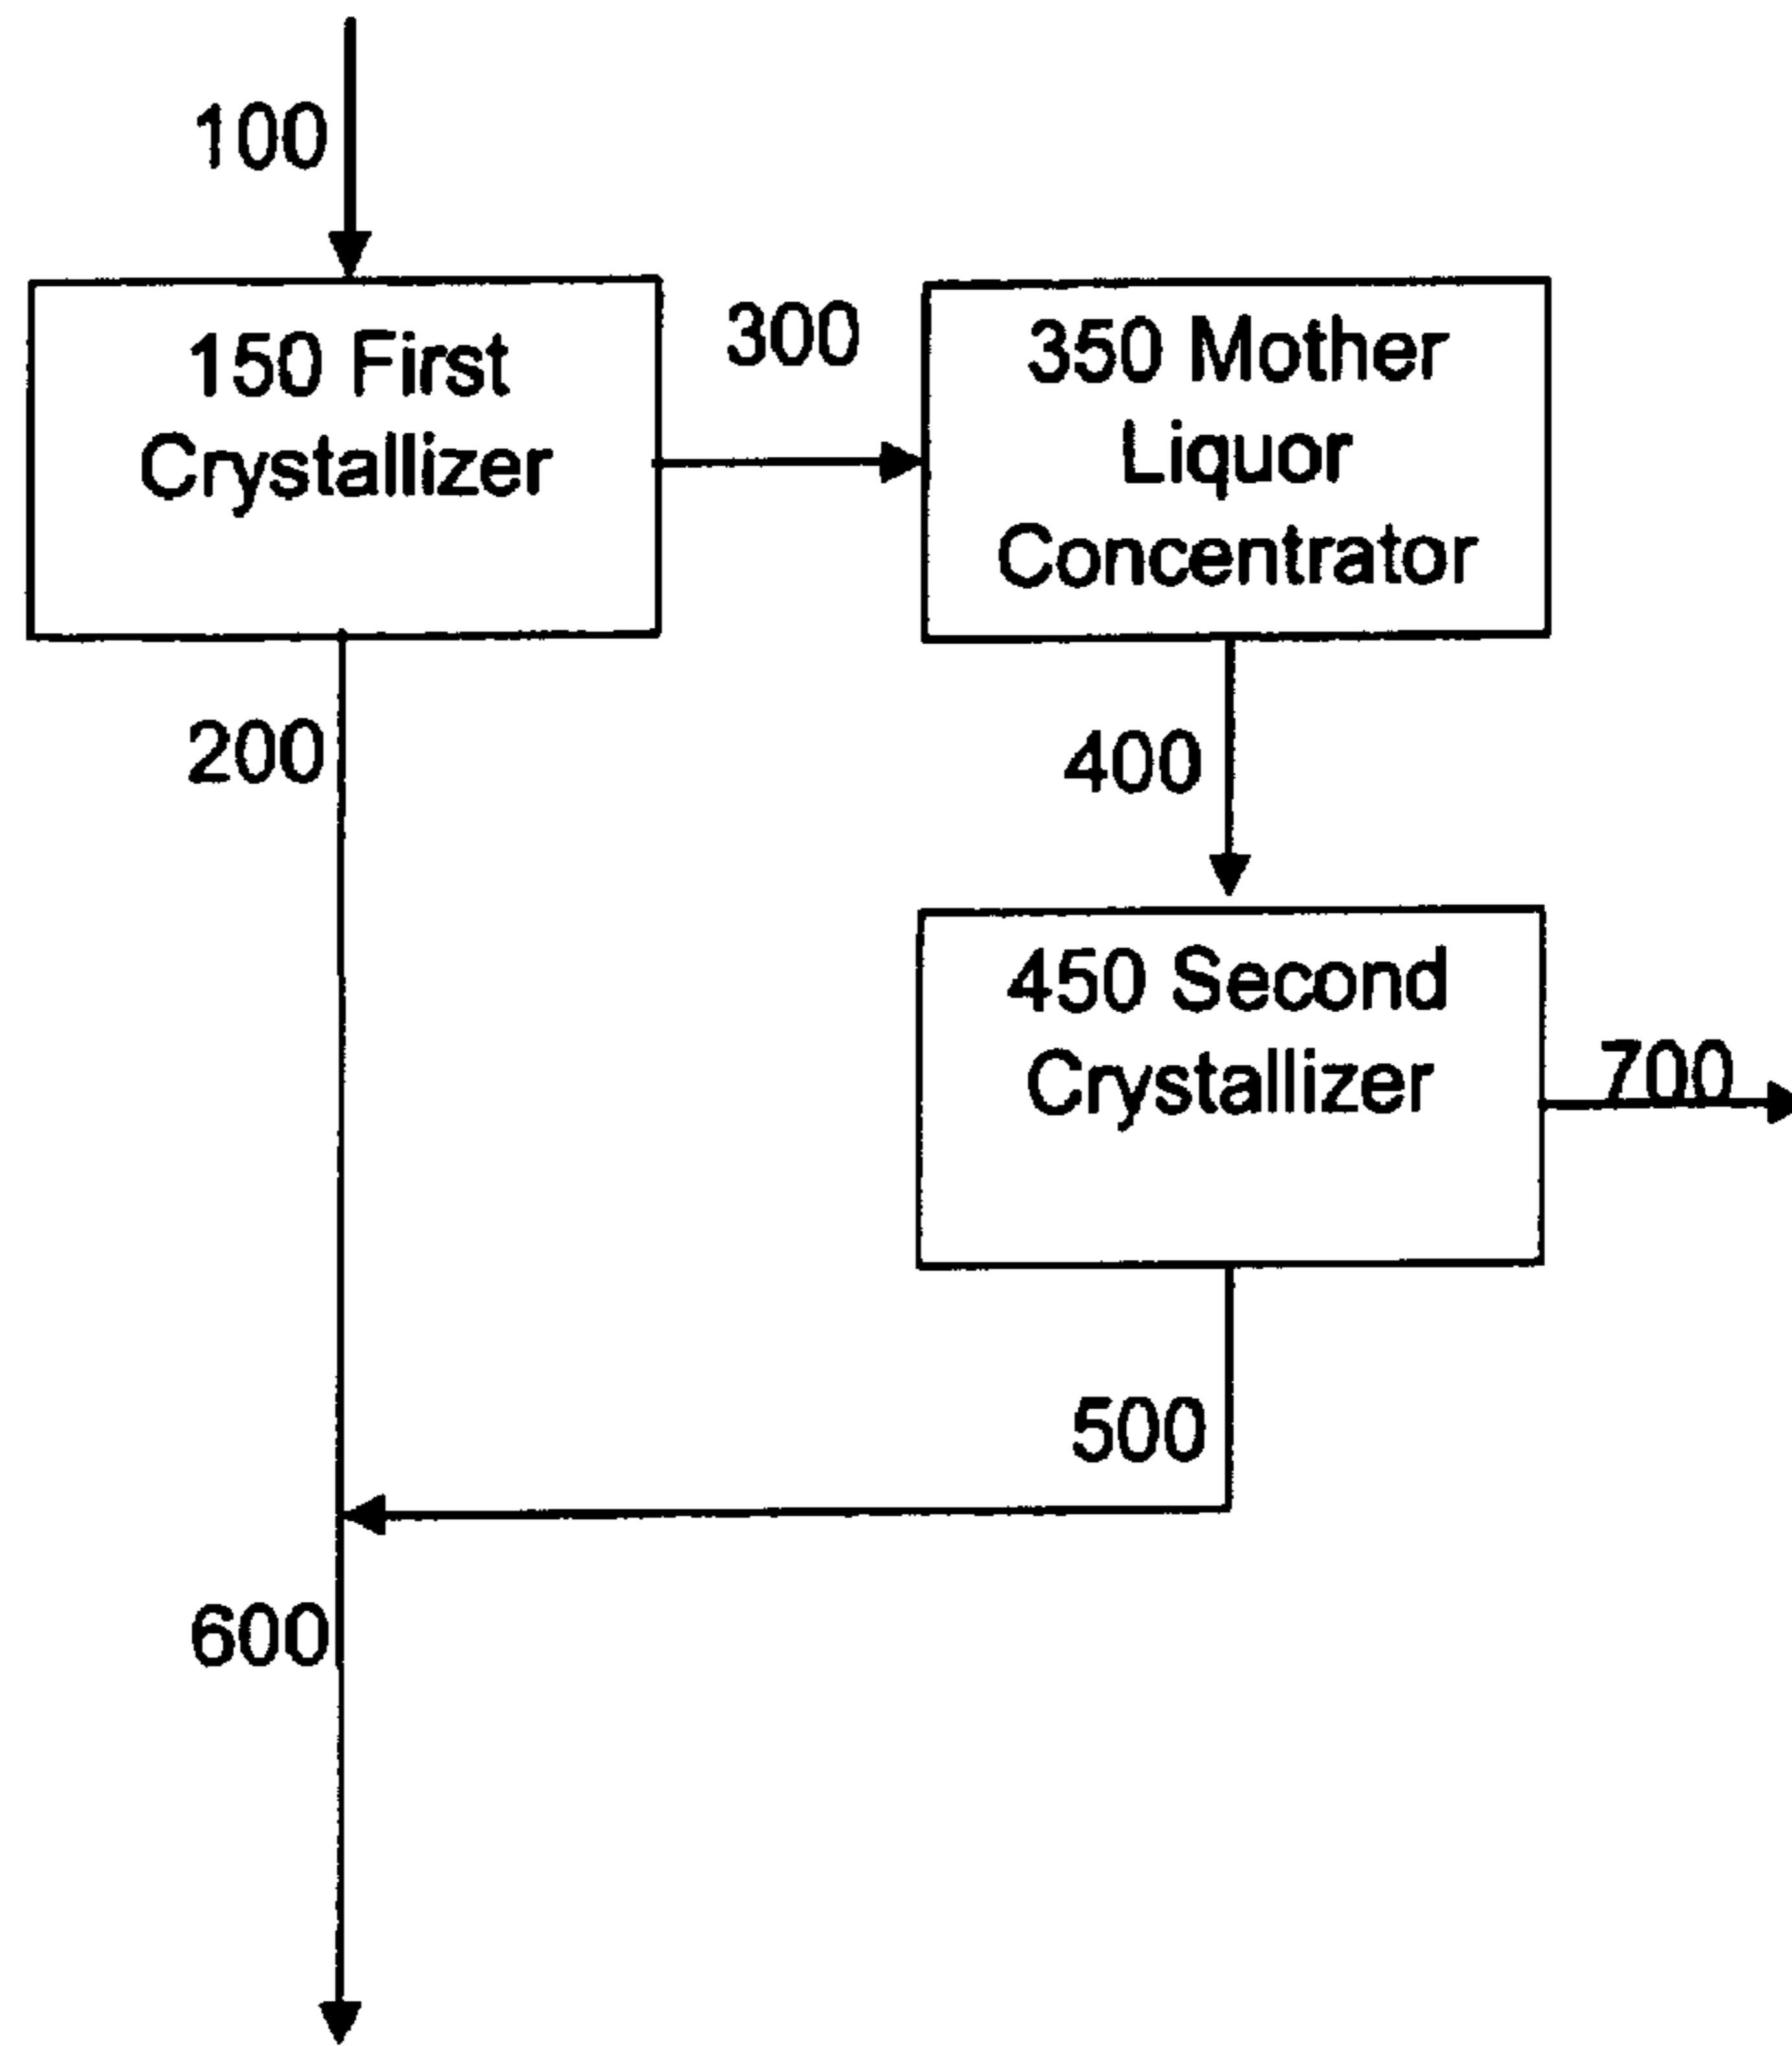 100
150 First
Crystallizer
300
350 Mother
Liquor
Concentrator
200
400
450 Second
Crystallizer
700
500
600